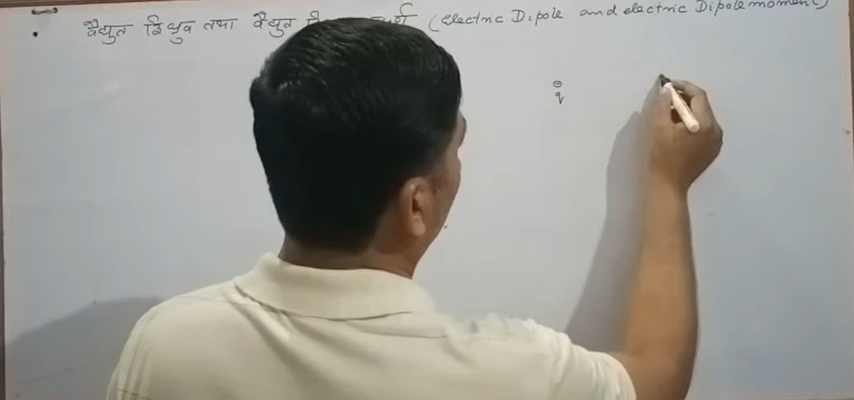 वैद्युत द्विध्रुव तथा वैद्युत (electric Dipole and electric Dipole moment)
⊖
q